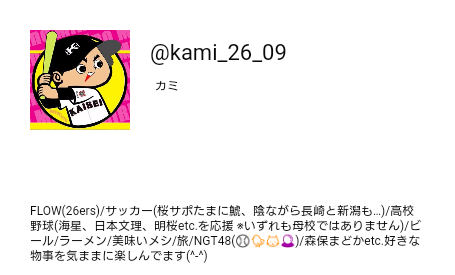 @kami_26_09
カミ
KAISEI
FLOW(26ers)/サッカー(桜サポたまに鯱、陰ながら長崎と新潟も...)/高校
野球(海星、日本文理、明桜etc.を応援 ※いずれも母校ではありません)/ビ
ール/ラーメン/美味いメシ/旅/NGT48(⚾💪🐱🔮)/森保まどかetc.好きな
物事を気ままに楽しんでます(^-^)